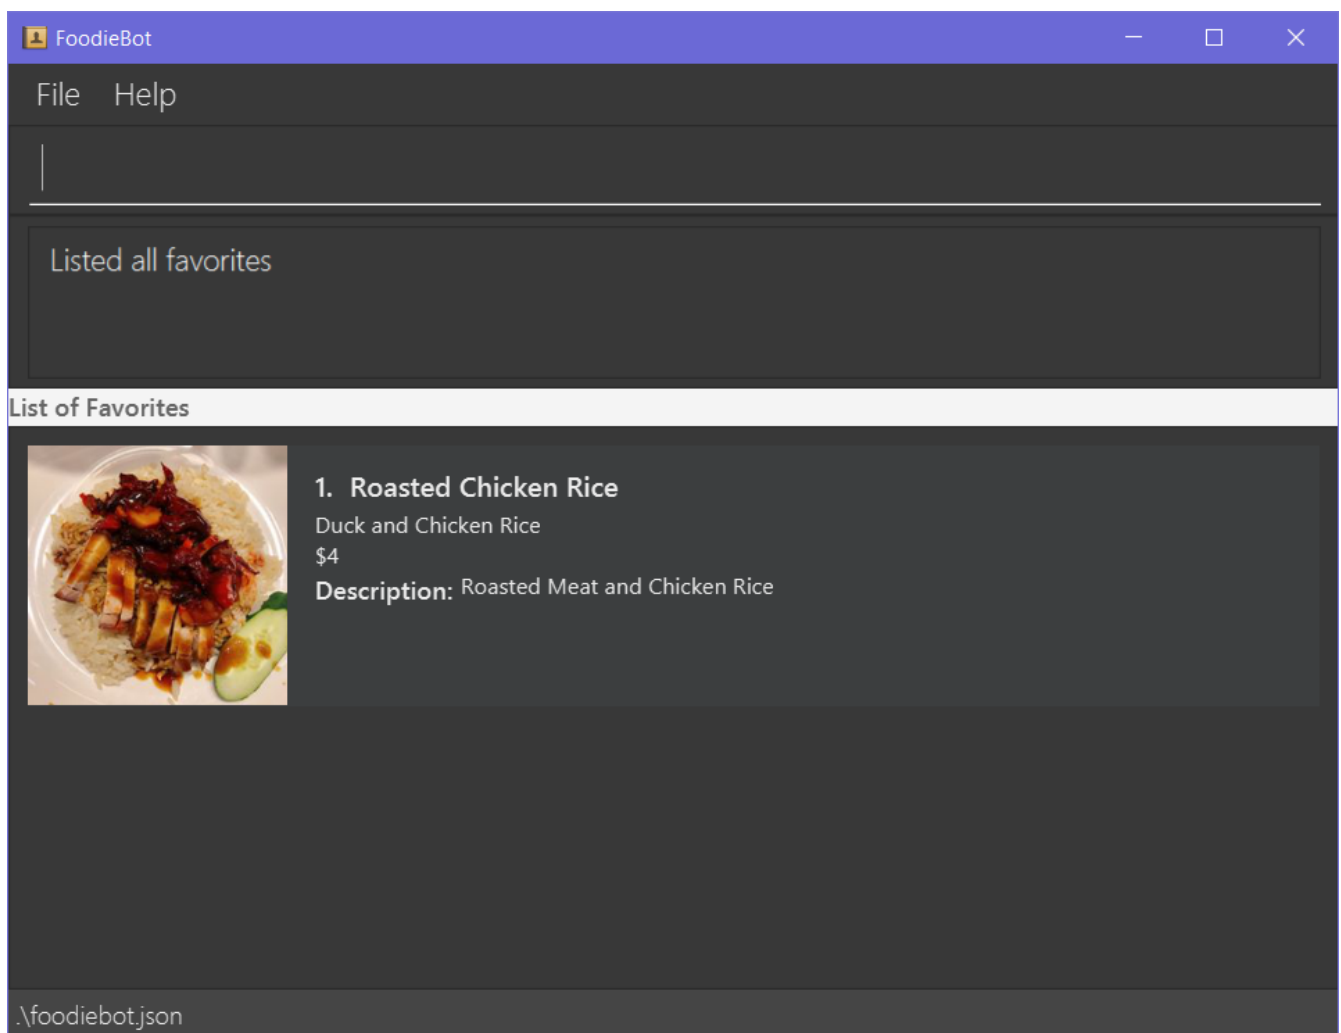 FoodieBot
File Help
Listed all favorites
List of Favorites
1. Roasted Chicken Rice
Duck and Chicken Rice
$4
Description: Roasted Meat and Chicken Rice
.\foodiebot.json